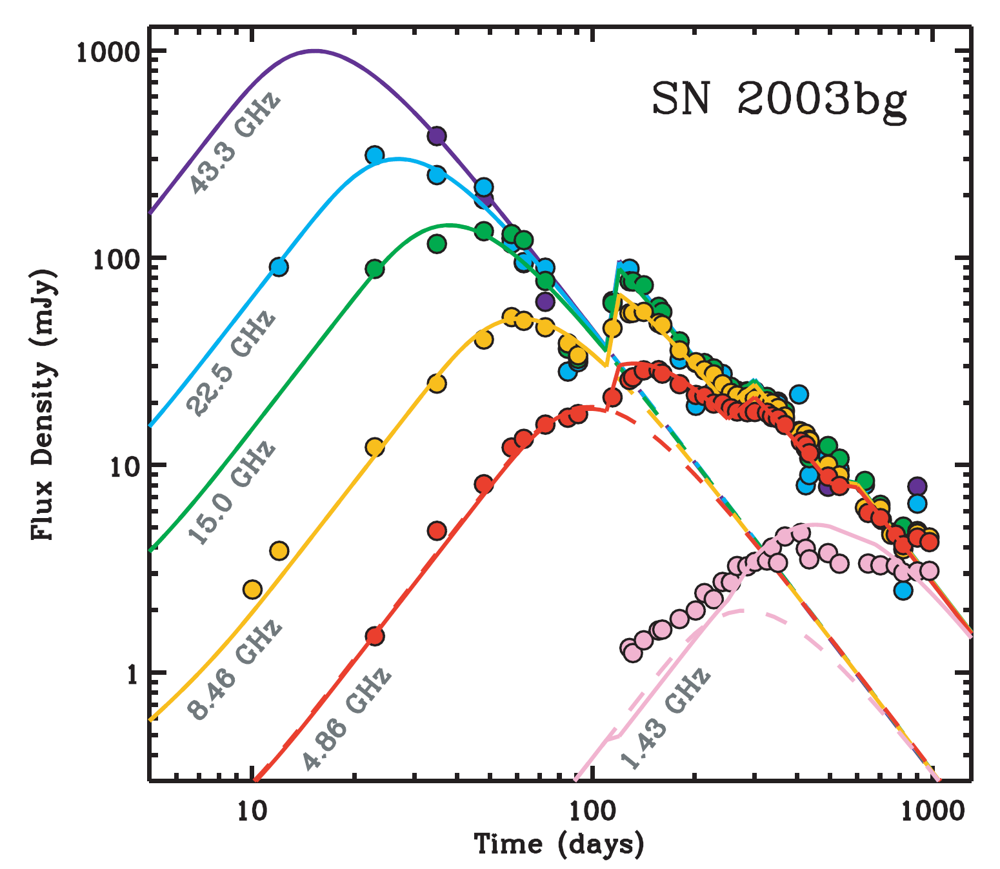 SN 2003bg
1000
100
10
1
Flux Density (mJy)
43.3 GHz
22.5 GHz
15.0 GHz
8.46 GHz
4.86 GHz
1.43 GHz
10
100
1000
Time (days)